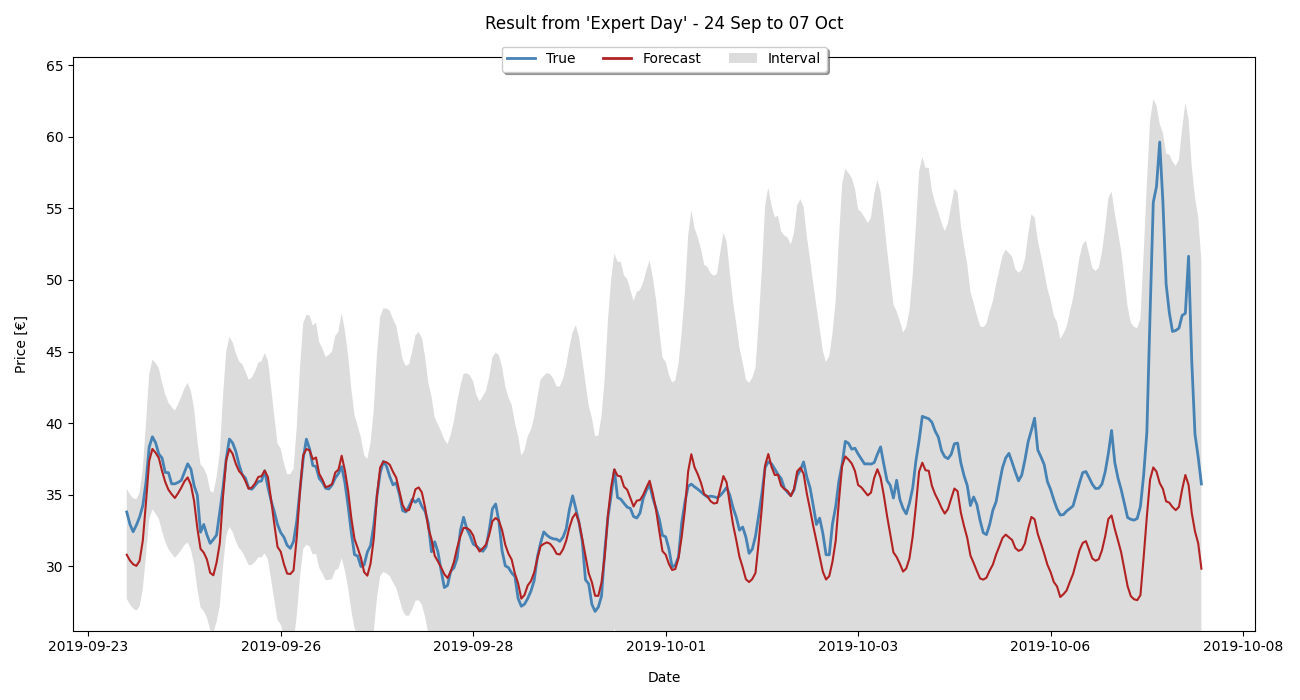 Result from 'Expert Day' - 24 Sep to 07 Oct
True Forecast Interval
65
60
55
50
45
40
35
30
Price [€]
2019-09-23 2019-09-26 2019-09-28 2019-10-01 2019-10-03 2019-10-06 2019-10-08
Date